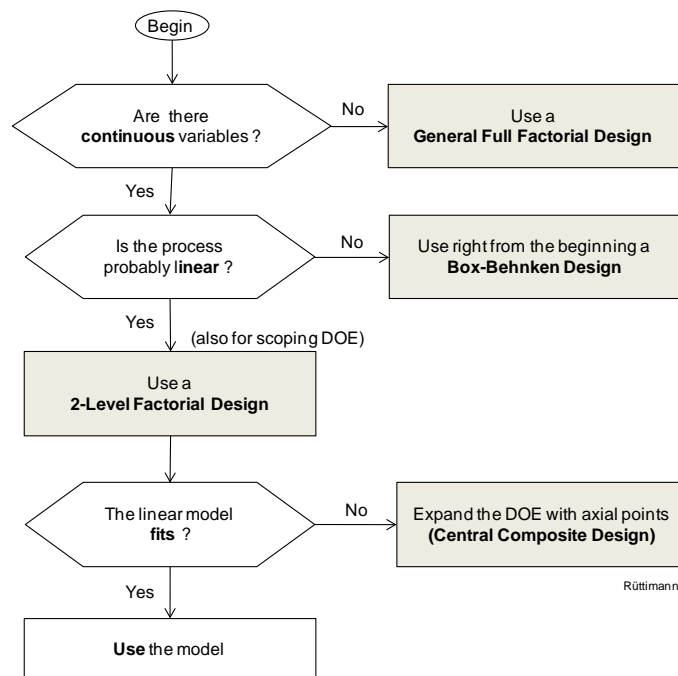 Begin
Are there
continuous variables ?
No
Use a
General Full Factorial Design
Yes
Is the process
probably linear ?
No
Use right from the beginning a
Box-Behnken Design
Yes
(also for scoping DOE)
Use a
2-Level Factorial Design
The linear model
fits ?
No
Expand the DOE with axial points
(Central Composite Design)
Rüttimann
Yes
Use the model